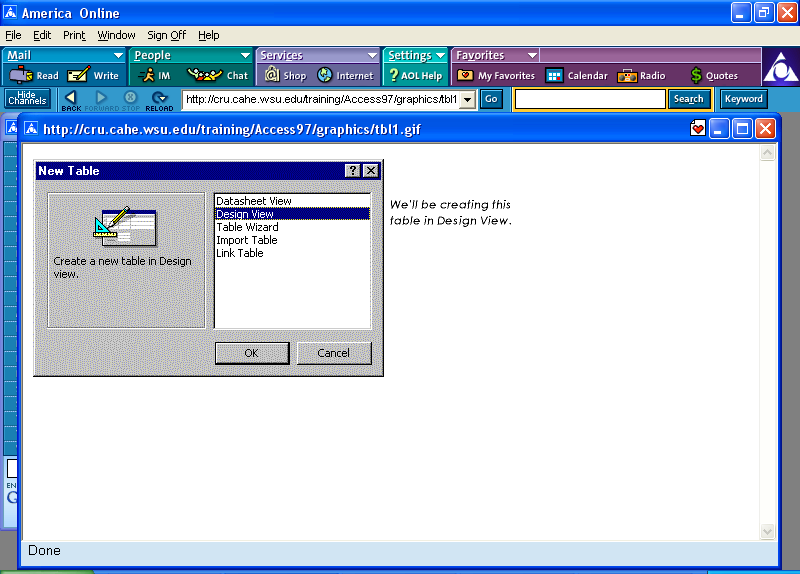 America Online
File Edit Print Window Sign Off Help
Mail People Services Settings Favorites
Read Write IM Chat Shop Internet AOL Help My Favorites Calendar Radio Quotes
Hide Channels BACK FORWARD STOP RELOAD http://cru.cahe.wsu.edu/training/Access97/graphics/tbl1 Go Search Keyword
http://cru.cahe.wsu.edu/training/Access97/graphics/tbl1.gif
New Table
Datasheet View
Design View
Table Wizard
Import Table
Link Table
Create a new table in Design
view.
OK Cancel
We'll be creating this
table in Design View.
EN
G
Done